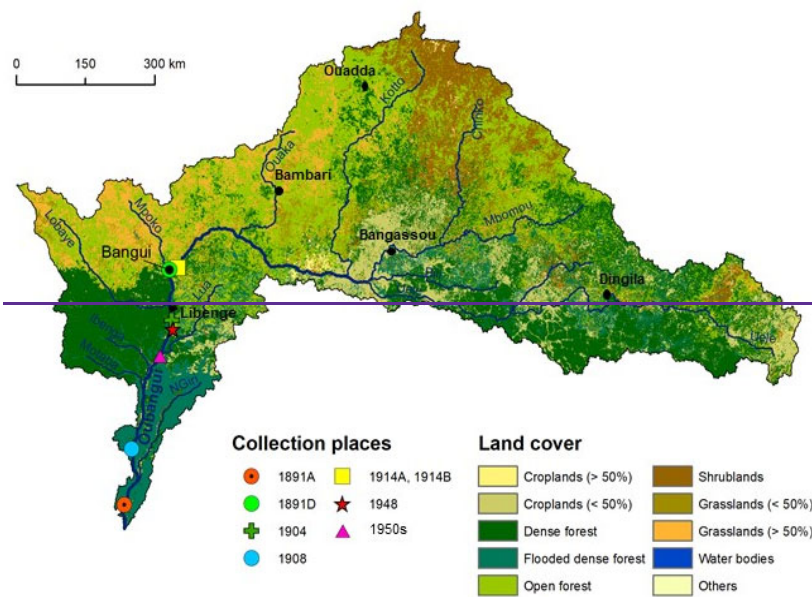 0 150 300 km
Ouadda
Kotto
Chinko
Ouaka
Bambari
Mbompu
Mpoko
Lobaye
Bangui
Bangassou
Bili
Dingila
Lua
Libenge
Uele
Ibenga
Motaba
Oubangui
NGiri
Collection places
1891A
1891D
1904
1908
1914A, 1914B
1948
1950s
Land cover
Croplands (> 50%)
Croplands (< 50%)
Dense forest
Flooded dense forest
Open forest
Shrublands
Grasslands (< 50%)
Grasslands (> 50%)
Water bodies
Others